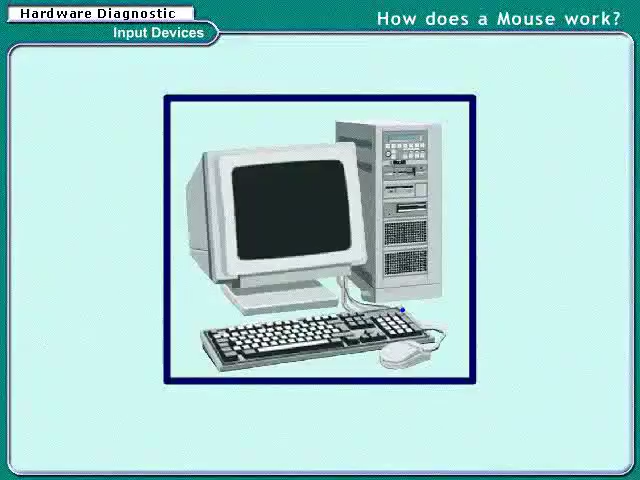 Hardware Diagnostic
How does a Mouse work?
Input Devices